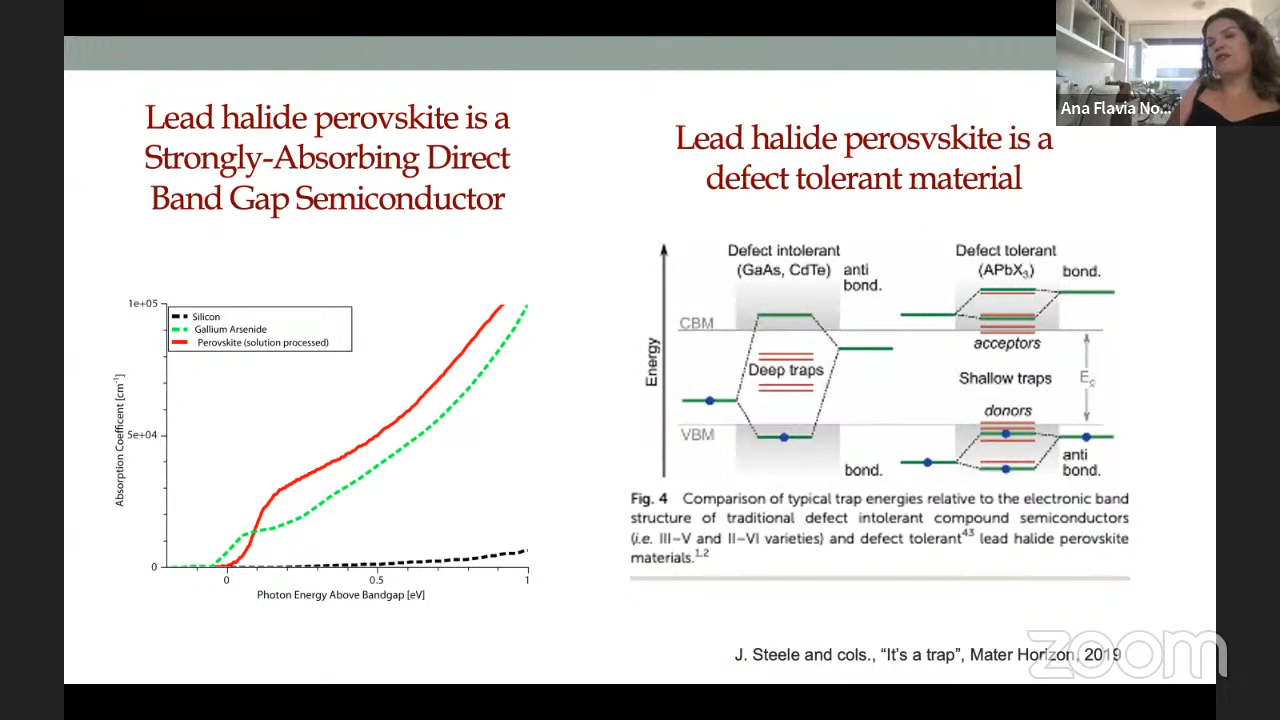 Ana Flavia No...
Lead halide perovskite is a
Strongly-Absorbing Direct
Band Gap Semiconductor
1e+05
5e+04
0
Silicon
Gallium Arsenide
Perovskite (solution processed)
Absorption Coefficent [cm⁻¹]
0
0.5
1
Photon Energy Above Bandgap [eV]
Lead halide perosvskite is a
defect tolerant material
Defect intolerant
(GaAs, CdTe)
anti
bond.
Defect tolerant
(APbX₃)
bond.
CBM
acceptors
Energy
Deep traps
Shallow traps
donors
VBM
bond.
anti
bond.
Fig. 4 Comparison of typical trap energies relative to the electronic band
structure of traditional defect intolerant compound semiconductors
(i.e. III–V and II–VI varieties) and defect tolerant⁴³ lead halide perovskite
materials.¹,²
J. Steele and cols., “It’s a trap”, Mater Horizon, 2019
zoom